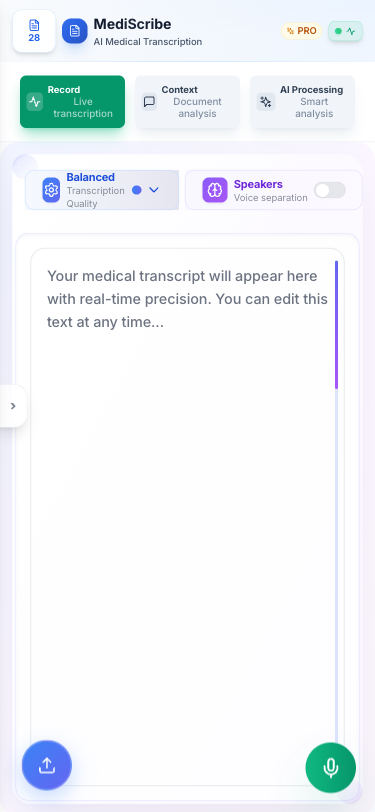 28
MediScribe
AI Medical Transcription
PRO
Record
Live
transcription
Context
Document
analysis
AI Processing
Smart
analysis
Balanced
Transcription
Quality
Speakers
Voice separation
Your medical transcript will appear here
with real-time precision. You can edit this
text at any time...